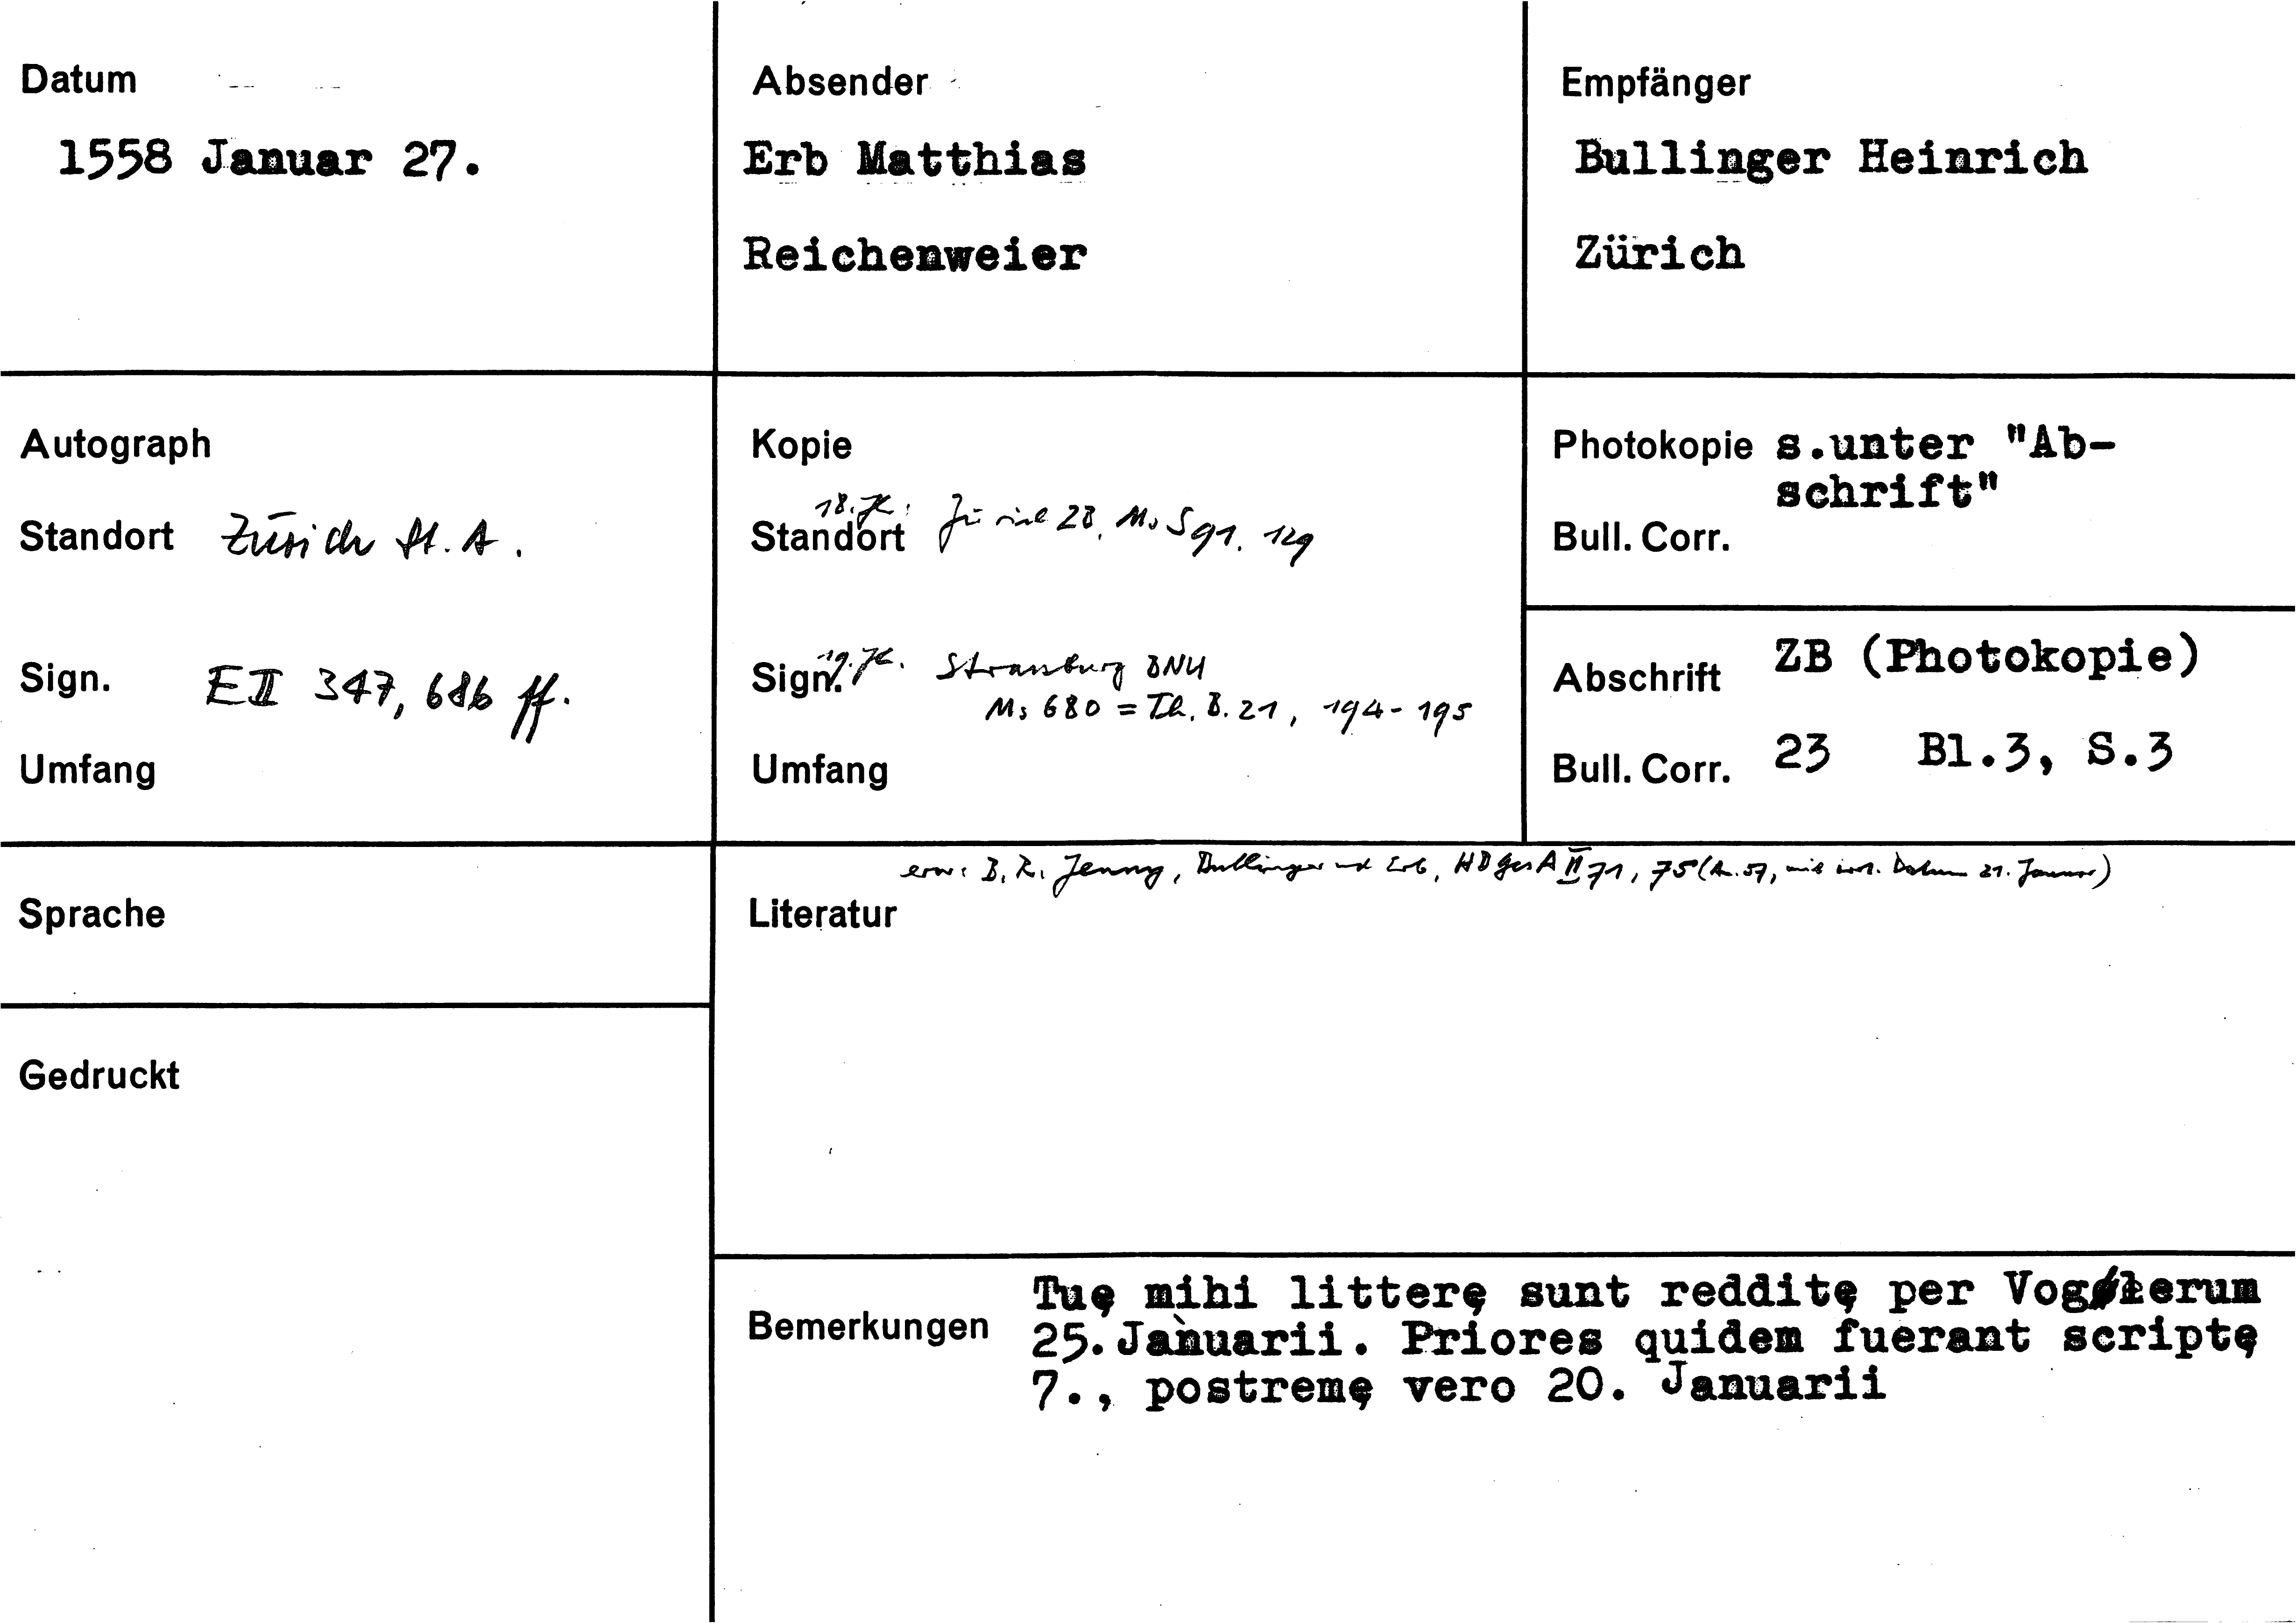 Datum
1558 Januar 27.
Absender
Erb Matthias
Reichenweier
Empfänger
Bullinger Heinrich
Zürich
Autograph
Standort Zürich St. A.
Sign. E II 347, 686 ff.
Umfang
Kopie
18. Jh.: Zürich ZB, Ms S 91, 129
Standort
19. Jh. Strassburg BNU
Sign. Ms 680 = Th. B. 21, 194-195
Umfang
Photokopie s.unter "Ab-
schrift"
Bull. Corr.
Abschrift ZB (Photokopie)
Bull. Corr. 23 Bl.3, S.3
Sprache
erw: B. R. Jenny, Bullinger und Erb, HBGesA II 71, 75 (A. 57, mit irrt. Datum 21. Januar)
Literatur
Gedruckt
Bemerkungen
Tuę mihi litterę sunt redditę per Voglerum
25.Januarii. Priores quidem fuerant scriptę
7., postremę vero 20. Januarii